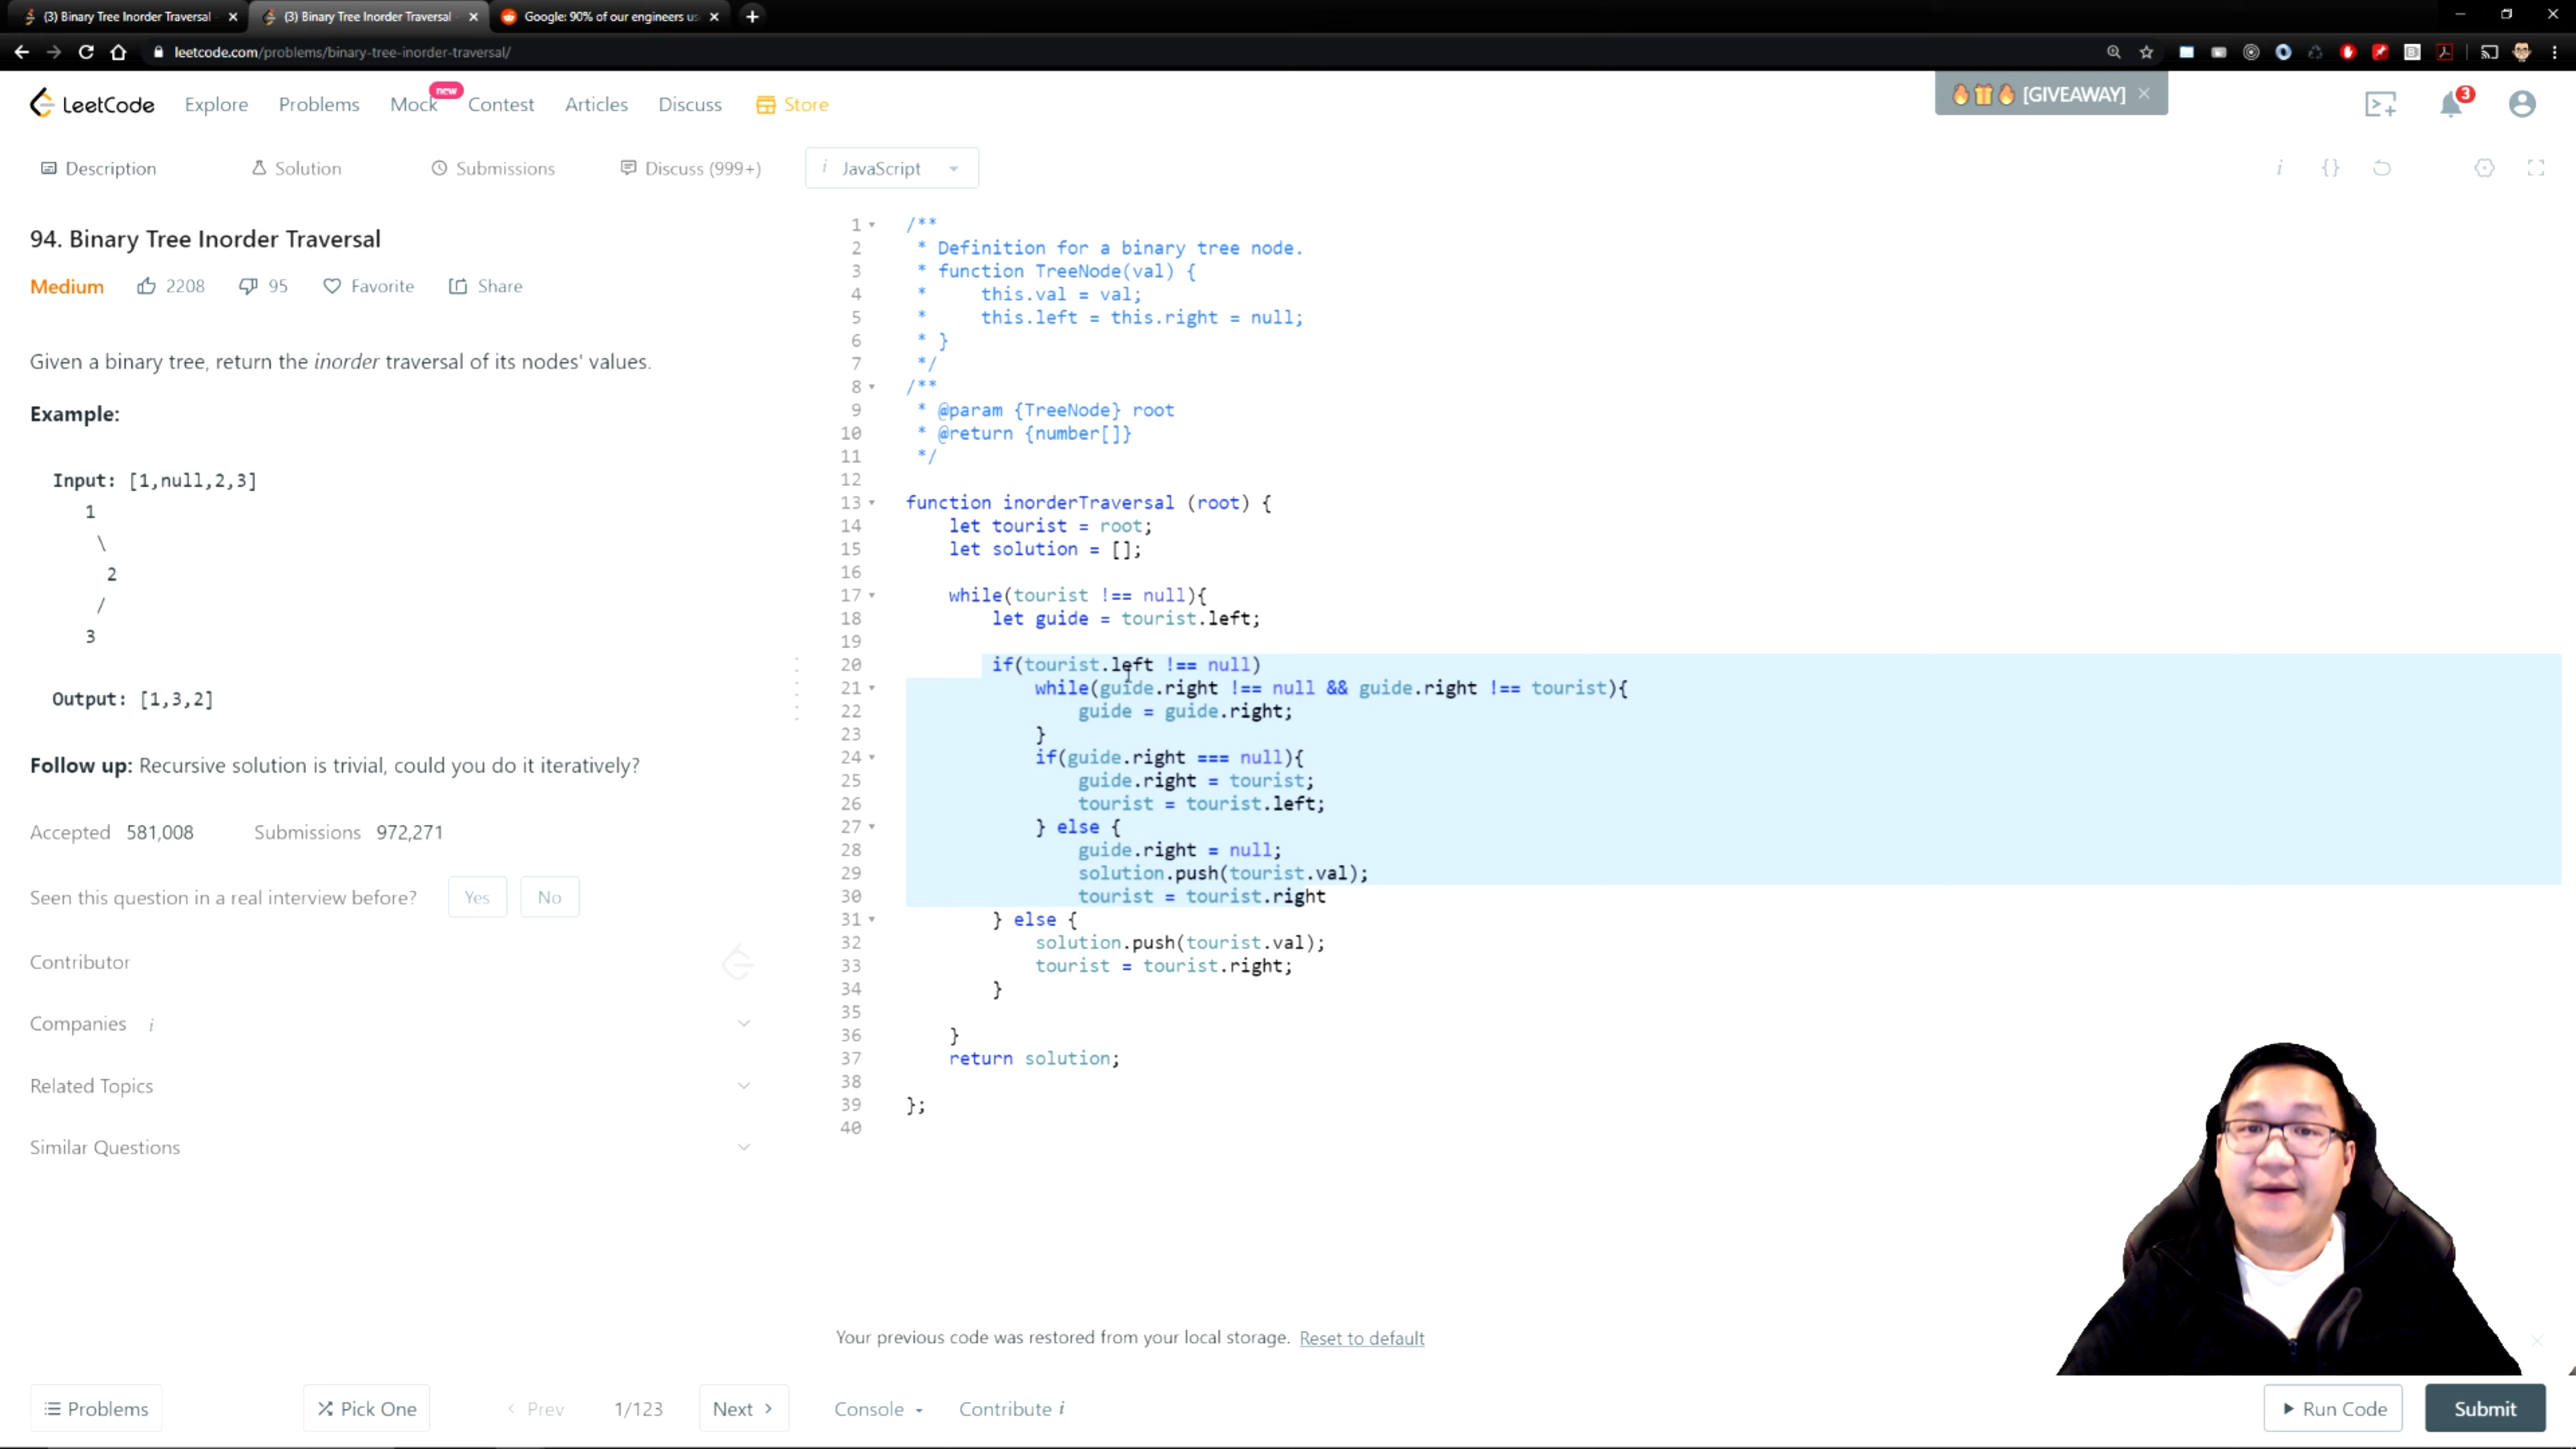 (3) Binary Tree Inorder Traversal
(3) Binary Tree Inorder Traversal
Google: 90% of our engineers us
leetcode.com/problems/binary-tree-inorder-traversal/
LeetCode Explore Problems Mock new Contest Articles Discuss Store
[GIVEAWAY]
3
Description Solution Submissions Discuss (999+)
i JavaScript
i {}
94. Binary Tree Inorder Traversal
Medium 2208 95 Favorite Share
Given a binary tree, return the inorder traversal of its nodes' values.
Example:
Input: [1,null,2,3]
1
\
2
/
3
Output: [1,3,2]
Follow up: Recursive solution is trivial, could you do it iteratively?
Accepted 581,008 Submissions 972,271
Seen this question in a real interview before? Yes No
Contributor
Companies i
Related Topics
Similar Questions
1 /**
2 * Definition for a binary tree node.
3 * function TreeNode(val) {
4 *     this.val = val;
5 *     this.left = this.right = null;
6 * }
7 */
8 /**
9 * @param {TreeNode} root
10 * @return {number[]}
11 */
12
13 function inorderTraversal (root) {
14     let tourist = root;
15     let solution = [];
16
17     while(tourist !== null){
18         let guide = tourist.left;
19
20         if(tourist.left !== null)
21             while(guide.right !== null && guide.right !== tourist){
22                 guide = guide.right;
23             }
24             if(guide.right === null){
25                 guide.right = tourist;
26                 tourist = tourist.left;
27             } else {
28                 guide.right = null;
29                 solution.push(tourist.val);
30                 tourist = tourist.right
31         } else {
32             solution.push(tourist.val);
33             tourist = tourist.right;
34         }
35
36     }
37     return solution;
38
39 };
40
Your previous code was restored from your local storage. Reset to default
Problems Pick One Prev 1/123 Next
Console Contribute i
Run Code Submit